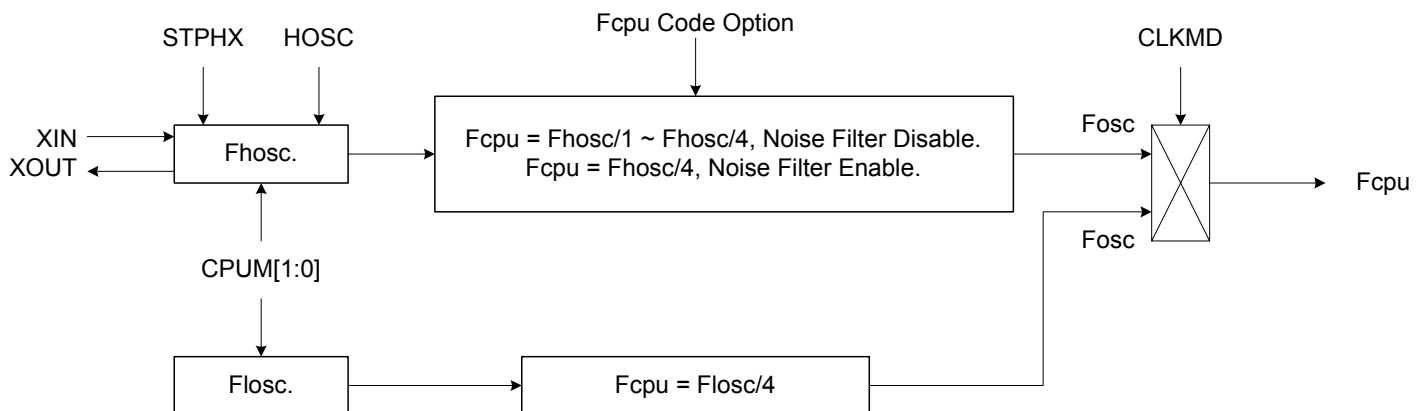 Fcpu Code Option
STPHX
HOSC
CLKMD
XIN
XOUT
Fhosc.
Fcpu = Fhosc/1 ~ Fhosc/4, Noise Filter Disable.
Fcpu = Fhosc/4, Noise Filter Enable.
Fosc
Fcpu
Fosc
CPUM[1:0]
Flosc.
Fcpu = Flosc/4